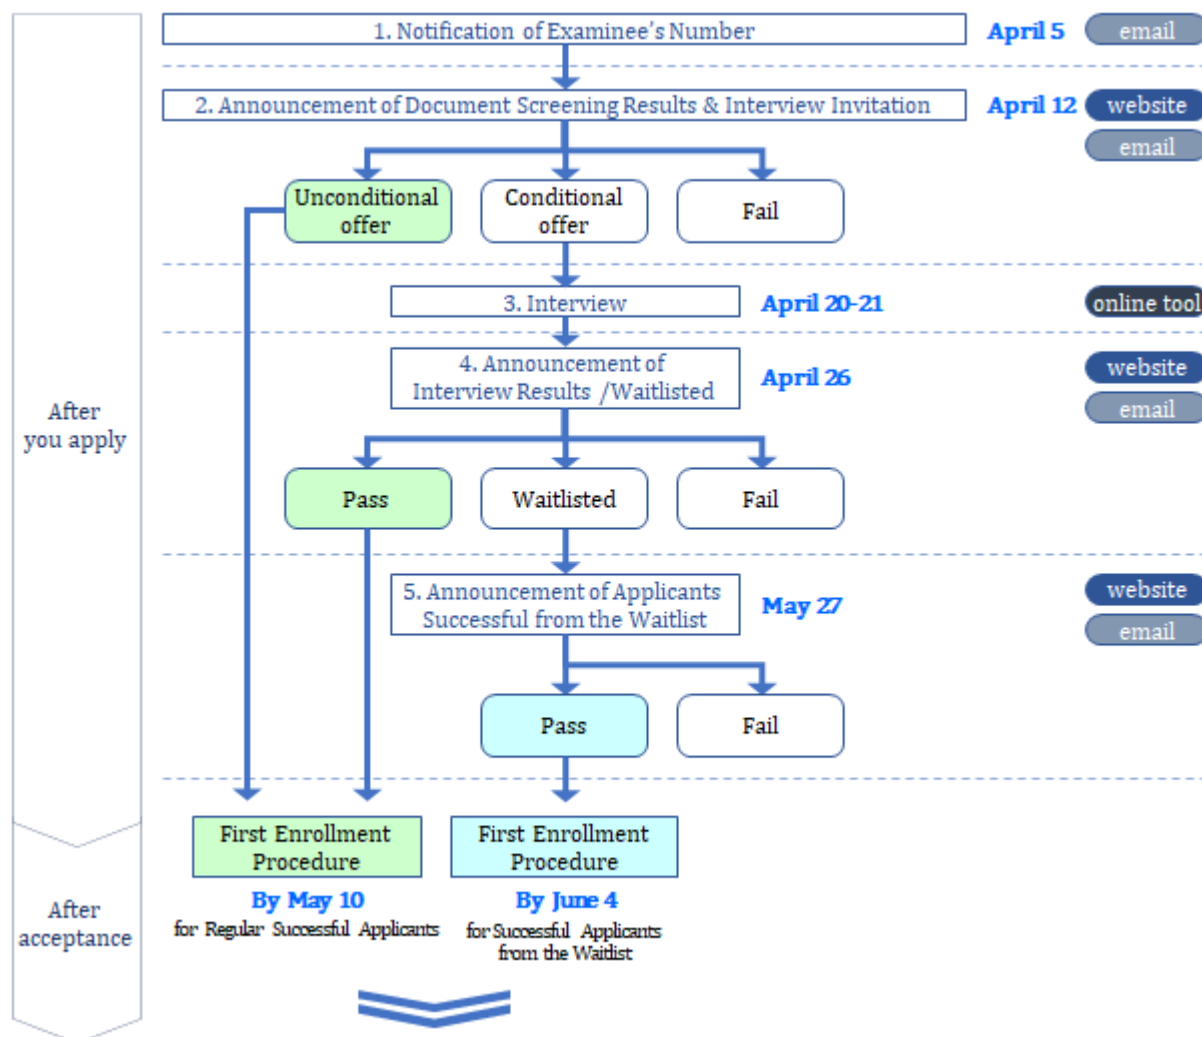 1. Notification of Examinee's Number
April 5
email
2. Announcement of Document Screening Results & Interview Invitation
April 12
website
email
Unconditional
offer
Conditional
offer
Fail
3. Interview
April 20-21
online tool
4. Announcement of
Interview Results /Waitlisted
April 26
website
email
After
you apply
Pass
Waitlisted
Fail
5. Announcement of Applicants
Successful from the Waitlist
May 27
website
email
Pass
Fail
First Enrollment
Procedure
By May 10
for Regular Successful Applicants
First Enrollment
Procedure
By June 4
for Successful Applicants
from the Waitlist
After
acceptance